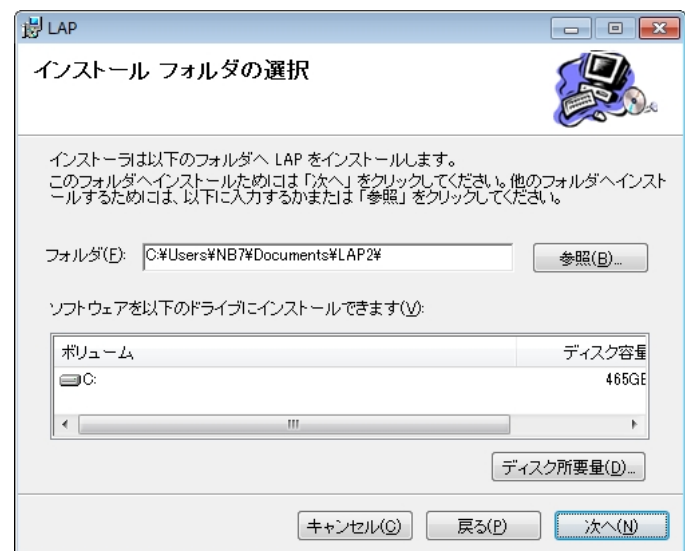 LAP
インストール フォルダの選択
インストーラは以下のフォルダへ LAP をインストールします。
このフォルダへインストールためには「次へ」をクリックしてください。他のフォルダへインスト
ールするためには、以下に入力するかまたは「参照」をクリックしてください。
フォルダ(F): C:¥Users¥NB7¥Documents¥LAP2¥ 参照(B)...
ソフトウェアを以下のドライブにインストールできます(V):
ボリューム ディスク容量
C: 465GE
ディスク所要量(D)...
キャンセル(C) 戻る(P) 次へ(N)